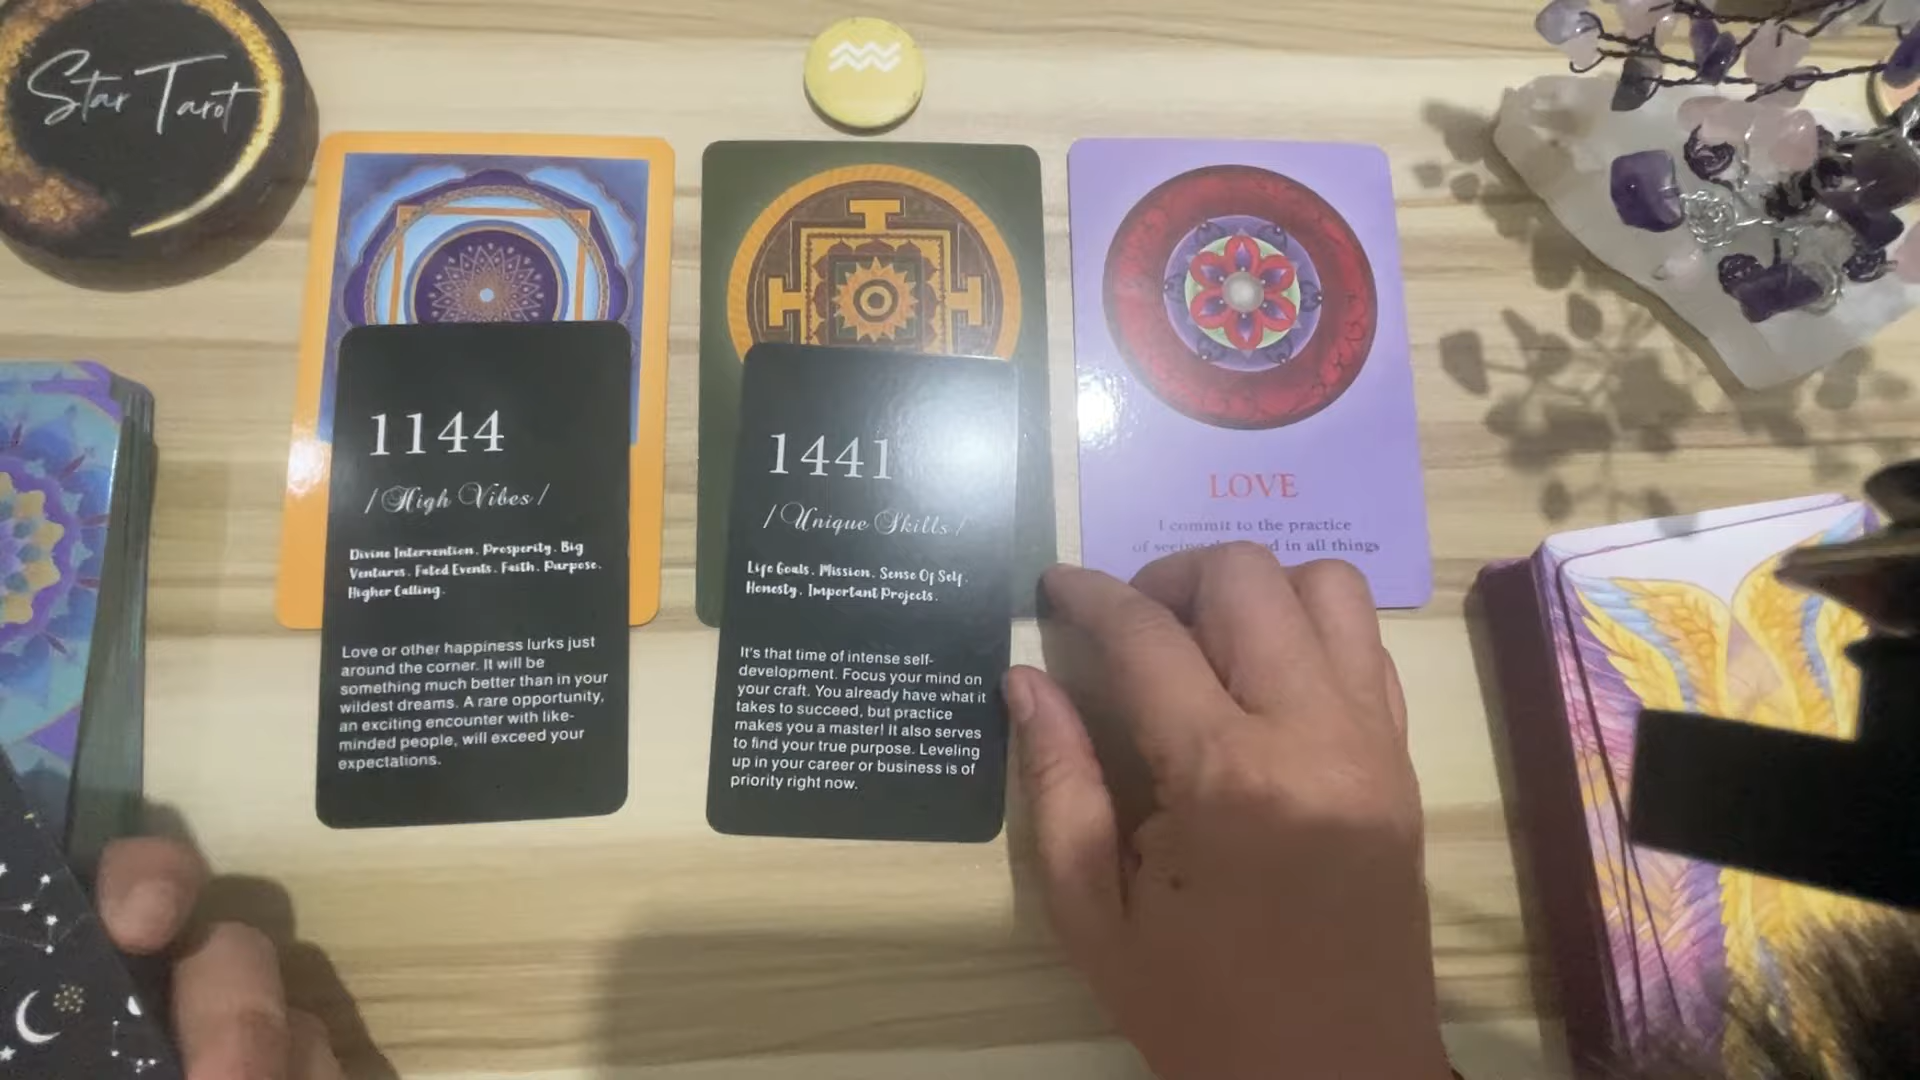 Star Tarot
1144
/ High Vibes /
Divine Intervention. Prosperity. Big
Ventures. Fated Events. Faith. Purpose.
Higher Calling.
Love or other happiness lurks just
around the corner. It will be
something much better than in your
wildest dreams. A rare opportunity,
an exciting encounter with like-
minded people, will exceed your
expectations.
1441
/ Unique Skills /
Life Goals. Mission. Sense Of Self.
Honesty. Important Projects.
It's that time of intense self-
development. Focus your mind on
your craft. You already have what it
takes to succeed, but practice
makes you a master! It also serves
to find your true purpose. Leveling
up in your career or business is of
priority right now.
LOVE
I commit to the practice
of seeing in all things